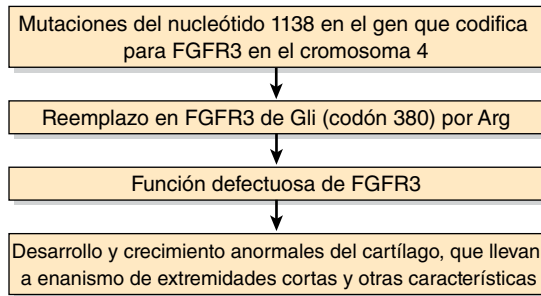 Mutaciones del nucleótido 1138 en el gen que codifica
para FGFR3 en el cromosoma 4
Reemplazo en FGFR3 de Gli (codón 380) por Arg
Función defectuosa de FGFR3
Desarrollo y crecimiento anormales del cartílago, que llevan
a enanismo de extremidades cortas y otras características